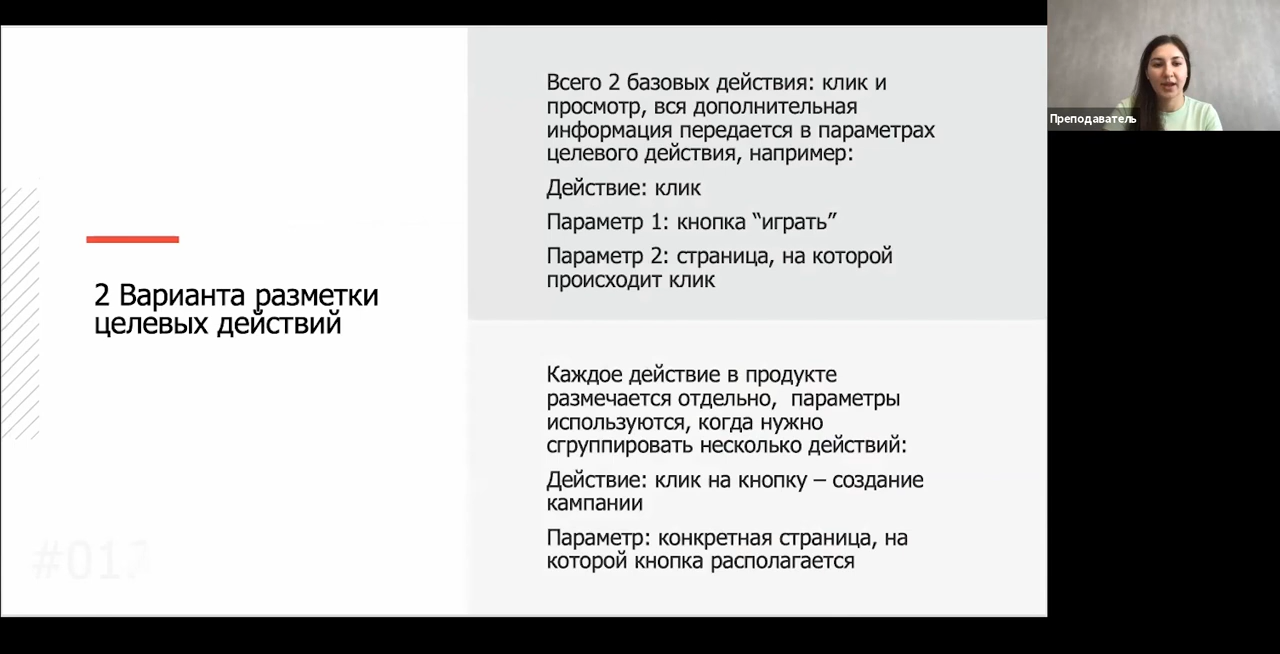 2 Варианта разметки
целевых действий
Всего 2 базовых действия: клик и
просмотр, вся дополнительная
информация передается в параметрах
целевого действия, например:
Действие: клик
Параметр 1: кнопка “играть”
Параметр 2: страница, на которой
происходит клик
Каждое действие в продукте
размечается отдельно,  параметры
используются, когда нужно
сгруппировать несколько действий:
Действие: клик на кнопку – создание
кампании
Параметр: конкретная страница, на
которой кнопка располагается
Преподаватель